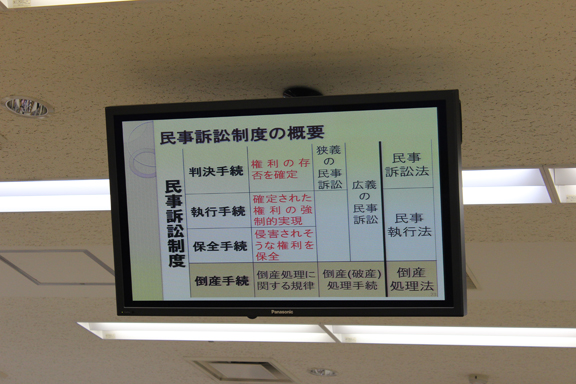 民事訴訟制度の概要
民事訴訟制度
判決手続
権利の存
否を確定
狭義
の
民事
訴訟
広義
の
民事
訴訟
民事
訴訟法
執行手続
確定された
権利の強
制的実現
民事
執行法
保全手続
侵害されそ
うな権利を
保全
倒産手続
倒産処理に
関する規律
倒産(破産)
処理手続
倒産
処理法
Panasonic